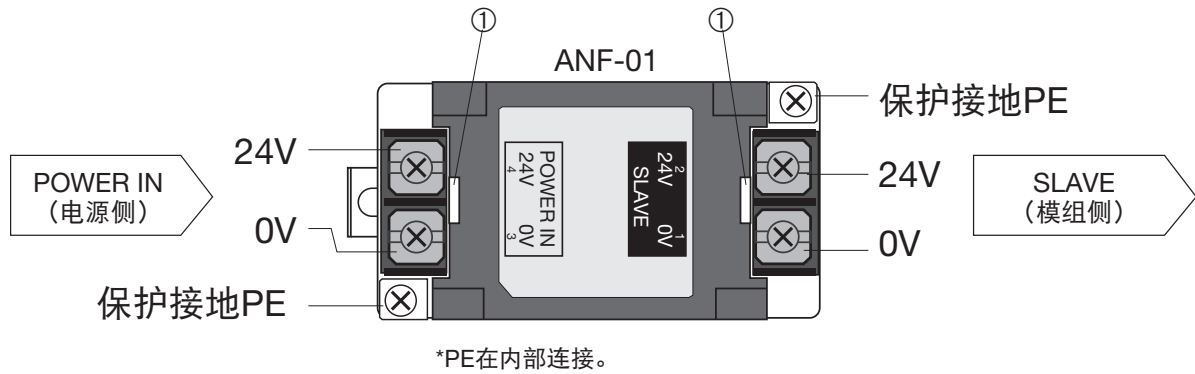 ① ①
ANF-01
保护接地PE
24V
POWER IN
(电源侧)
0V
保护接地PE
POWER IN
24V 0V
4 3
2 1
24V 0V
SLAVE
24V
0V
SLAVE
(模组侧)
*PE在内部连接。